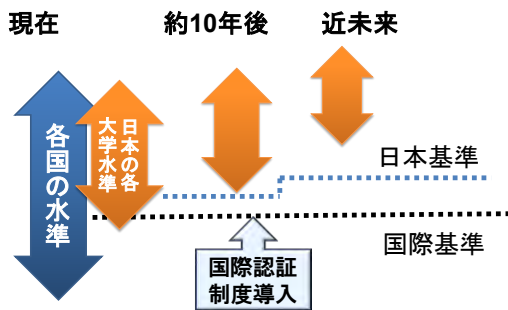 現在
約10年後
近未来
各国の水準
日本の各
大学水準
日本基準
国際基準
国際認証
制度導入